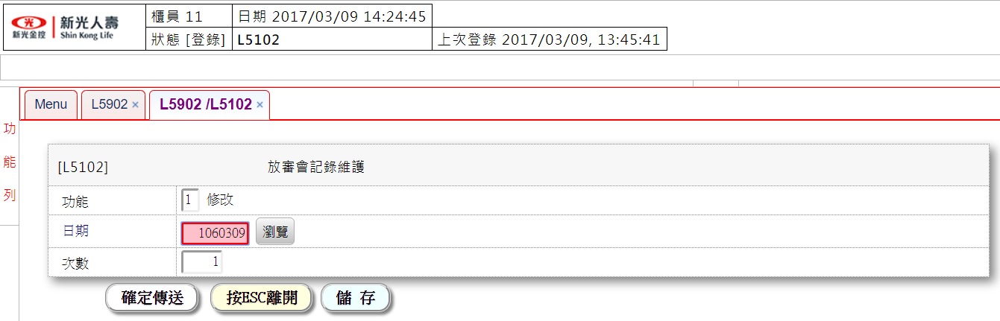 新光金控 新光人壽 Shin Kong Life
櫃員 11 日期 2017/03/09 14:24:45
狀態 [登錄] L5102 上次登錄 2017/03/09, 13:45:41
Menu L5902 × L5902 /L5102 ×
功
能
列
[L5102] 放審會記錄維護
功能 1 修改
日期 1060309 瀏覽
次數 1
確定傳送 按ESC離開 儲 存